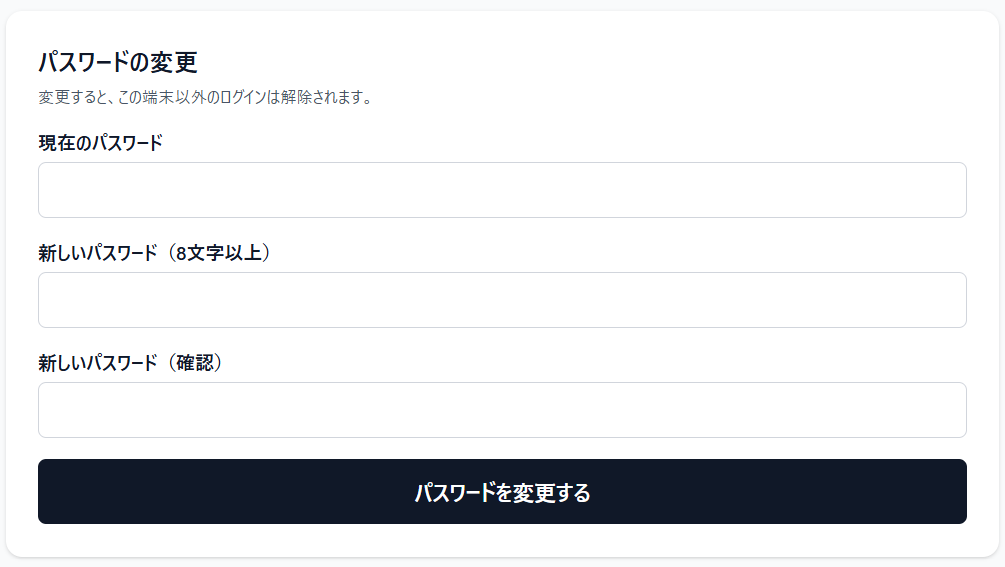 パスワードの変更
変更すると、この端末以外のログインは解除されます。
現在のパスワード
新しいパスワード（8文字以上）
新しいパスワード（確認）
パスワードを変更する